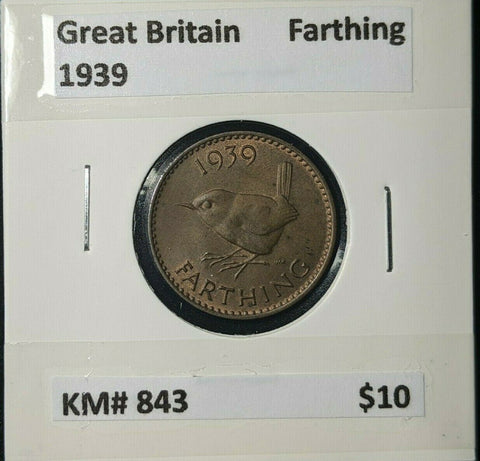 Great Britain Farthing
1939
1939
FARTHING
KM# 843 $10